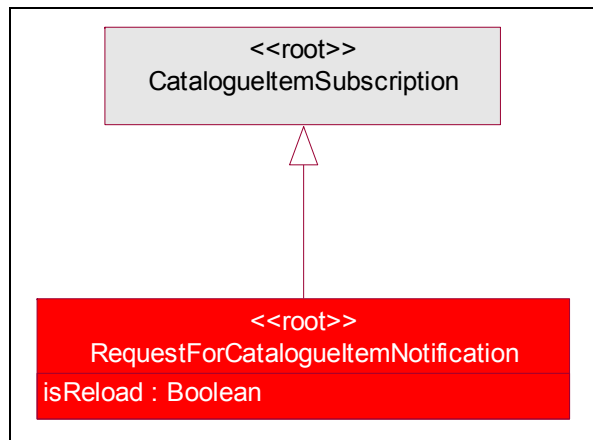 <<root>>
CatalogueItemSubscription
<<root>>
RequestForCatalogueItemNotification
isReload : Boolean